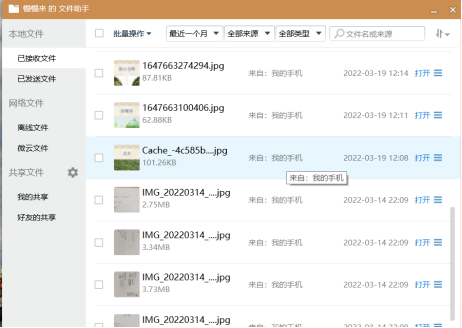 慢慢来 的 文件助手
本地文件
批量操作
最近一个月
全部来源
全部类型
文件名或来源
已接收文件
已发送文件
网络文件
离线文件
微云文件
共享文件
我的共享
好友的共享
1647663274294.jpg
87.81KB
来自：我的手机
2022-03-19 12:14
打开
1647663100406.jpg
62.88KB
来自：我的手机
2022-03-19 12:11
打开
Cache_-4c585b....jpg
101.26KB
来自：我的手机
2022-03-19 12:08
打开
来自：我的手机
IMG_20220314_....jpg
2.75MB
来自：我的手机
2022-03-14 22:09
打开
IMG_20220314_....jpg
3.34MB
来自：我的手机
2022-03-14 22:09
打开
IMG_20220314_....jpg
3.73MB
来自：我的手机
2022-03-14 22:09
打开
IMG_20220314_....jpg
来自：我的手机
2022-03-14 22:09
打开